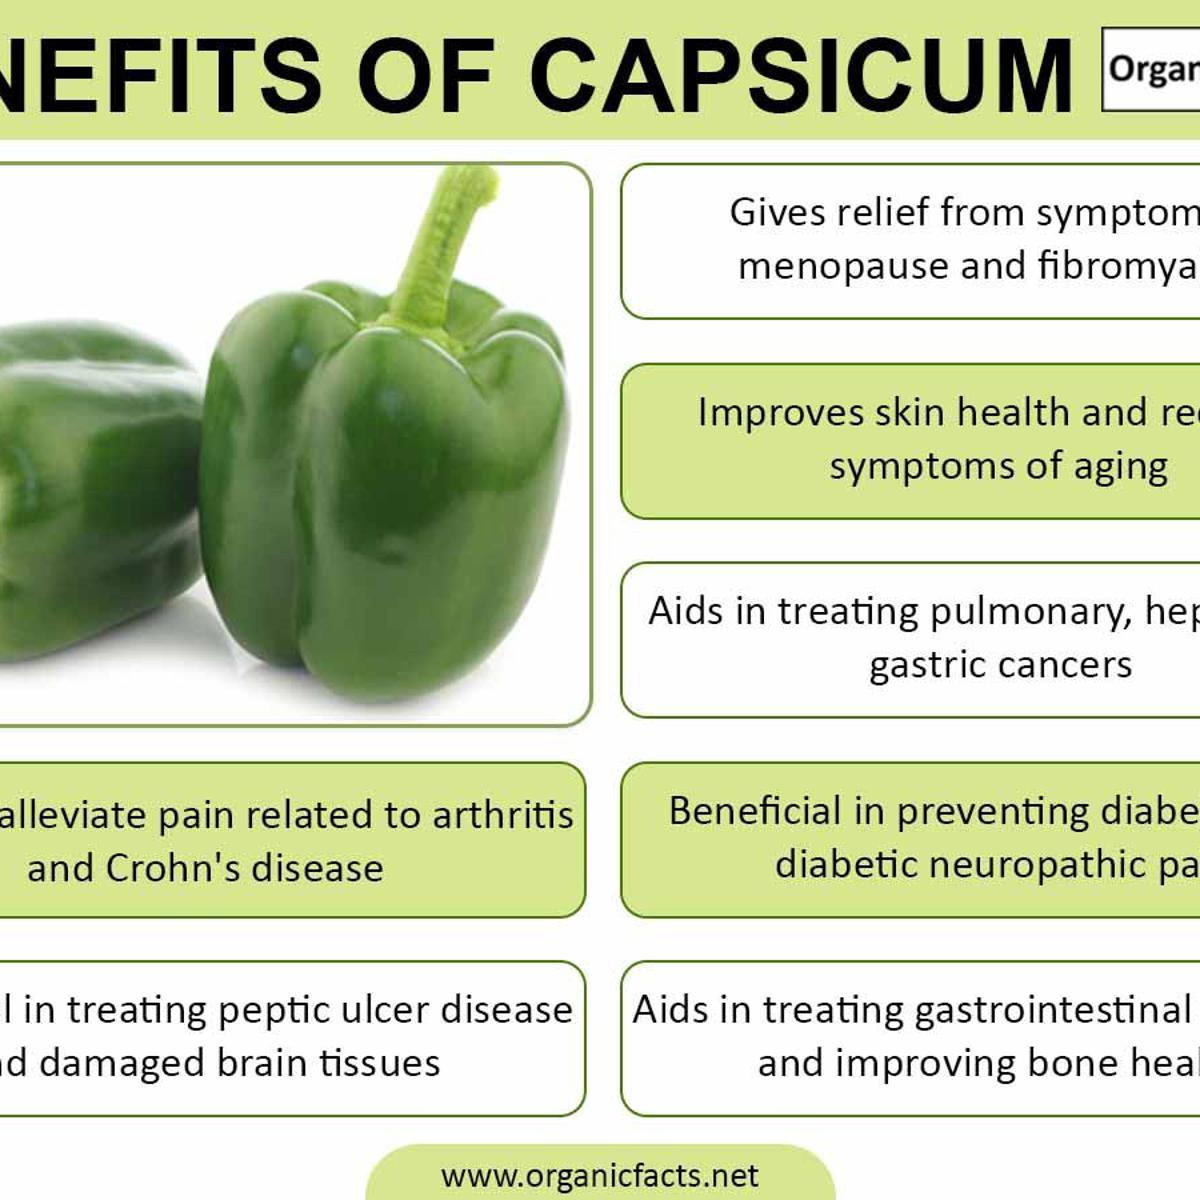 NEFITS OF CAPSICUM
Organ
Gives relief from symptom
menopause and fibromya
Improves skin health and re
symptoms of aging
Aids in treating pulmonary, hep
gastric cancers
alleviate pain related to arthritis
and Crohn's disease
Beneficial in preventing diabe
diabetic neuropathic pa
l in treating peptic ulcer disease
nd damaged brain tissues
Aids in treating gastrointestinal
and improving bone heal
www.organicfacts.net